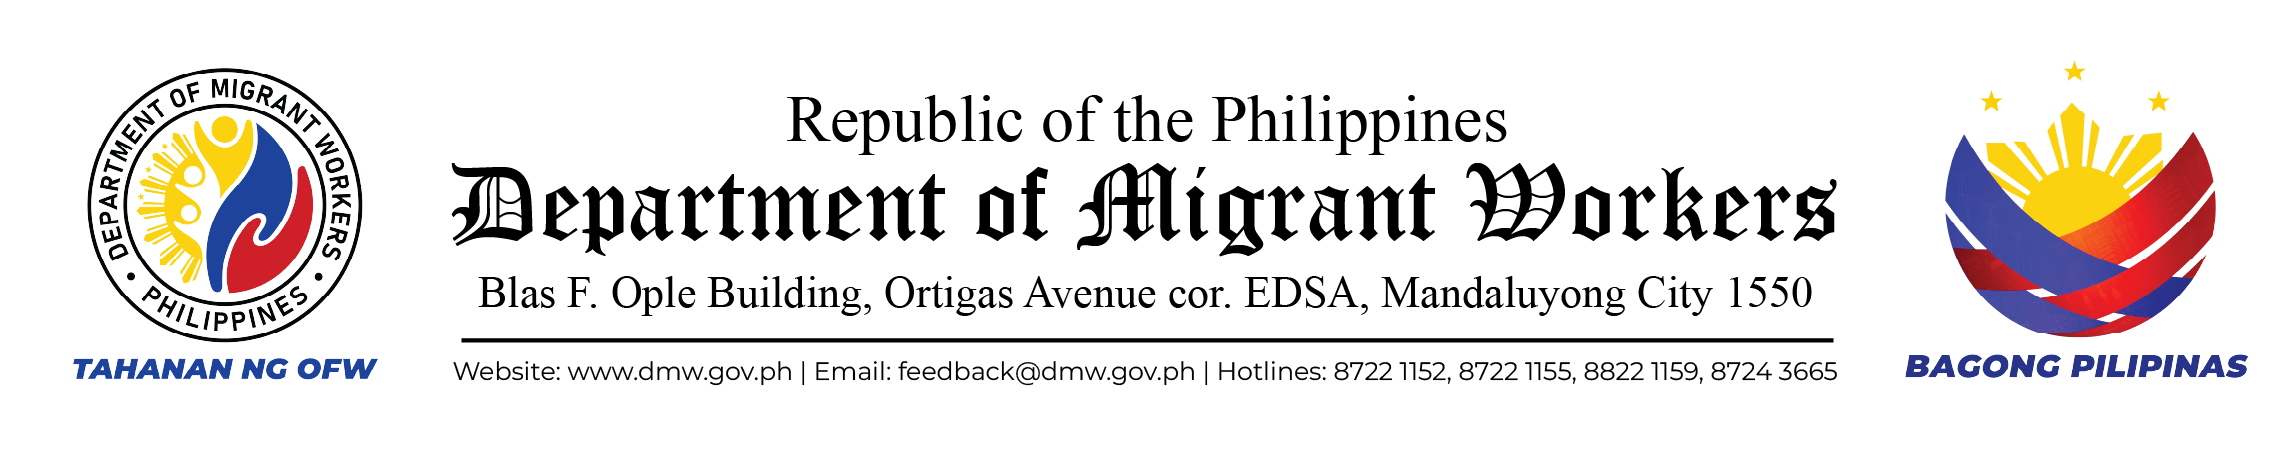 DEPARTMENT OF MIGRANT WORKERS
• PHILIPPINES •
TAHANAN NG OFW
Republic of the Philippines
Department of Migrant Workers
Blas F. Ople Building, Ortigas Avenue cor. EDSA, Mandaluyong City 1550
Website: www.dmw.gov.ph | Email: feedback@dmw.gov.ph | Hotlines: 8722 1152, 8722 1155, 8822 1159, 8724 3665
BAGONG PILIPINAS